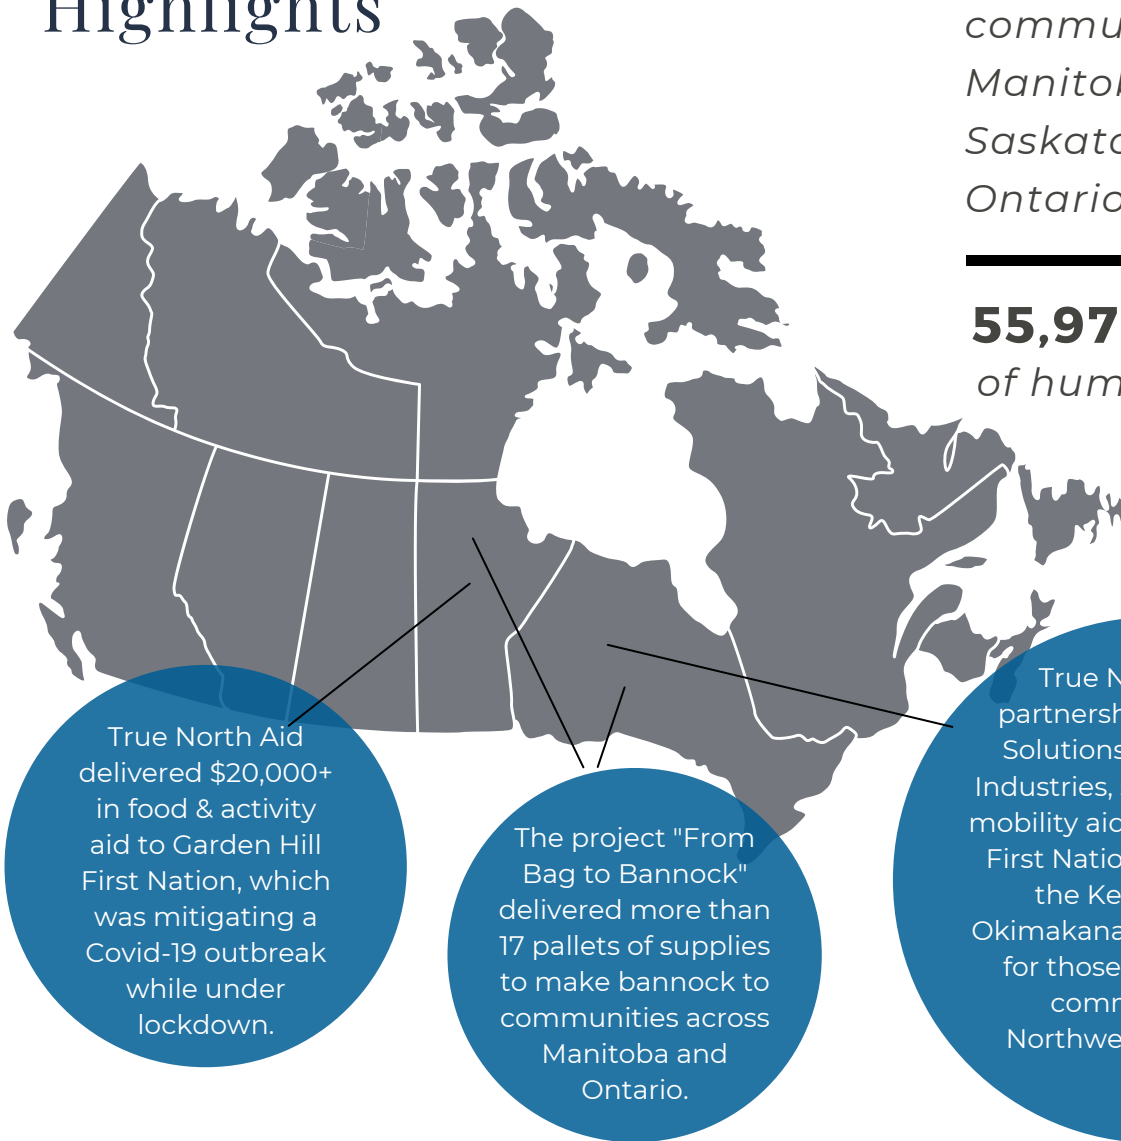 Highlights
commu
Manitob
Saskatc
Ontario
55,97
of hum
True North Aid
delivered $20,000+
in food & activity
aid to Garden Hill
First Nation, which
was mitigating a
Covid-19 outbreak
while under
lockdown.
The project "From
Bag to Bannock"
delivered more than
17 pallets of supplies
to make bannock to
communities across
Manitoba and
Ontario.
True N
partnersh
Solutions
Industries,
mobility aid
First Natio
the Ke
Okimakana
for those
comm
Northwe